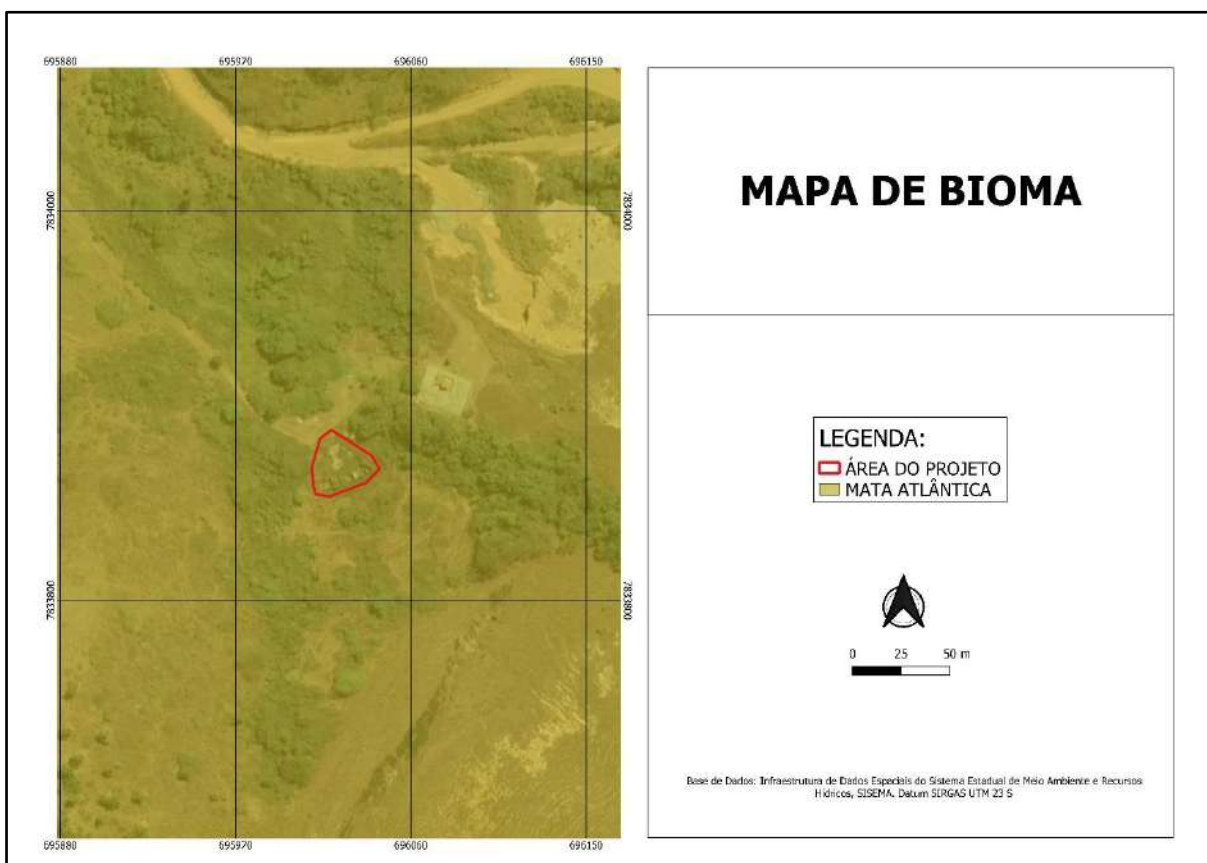 695880 695970 696060 696150
7834000 7834000
7833800 7833800
695880 695970 696060 696150
MAPA DE BIOMA
LEGENDA:
ÁREA DO PROJETO
MATA ATLÂNTICA
0 25 50 m
Base de Dados: Infraestrutura de Dados Espaciais do Sistema Estadual de Meio Ambiente e Recursos
Hídricos, SISEMA. Datum SIRGAS UTM 23 S